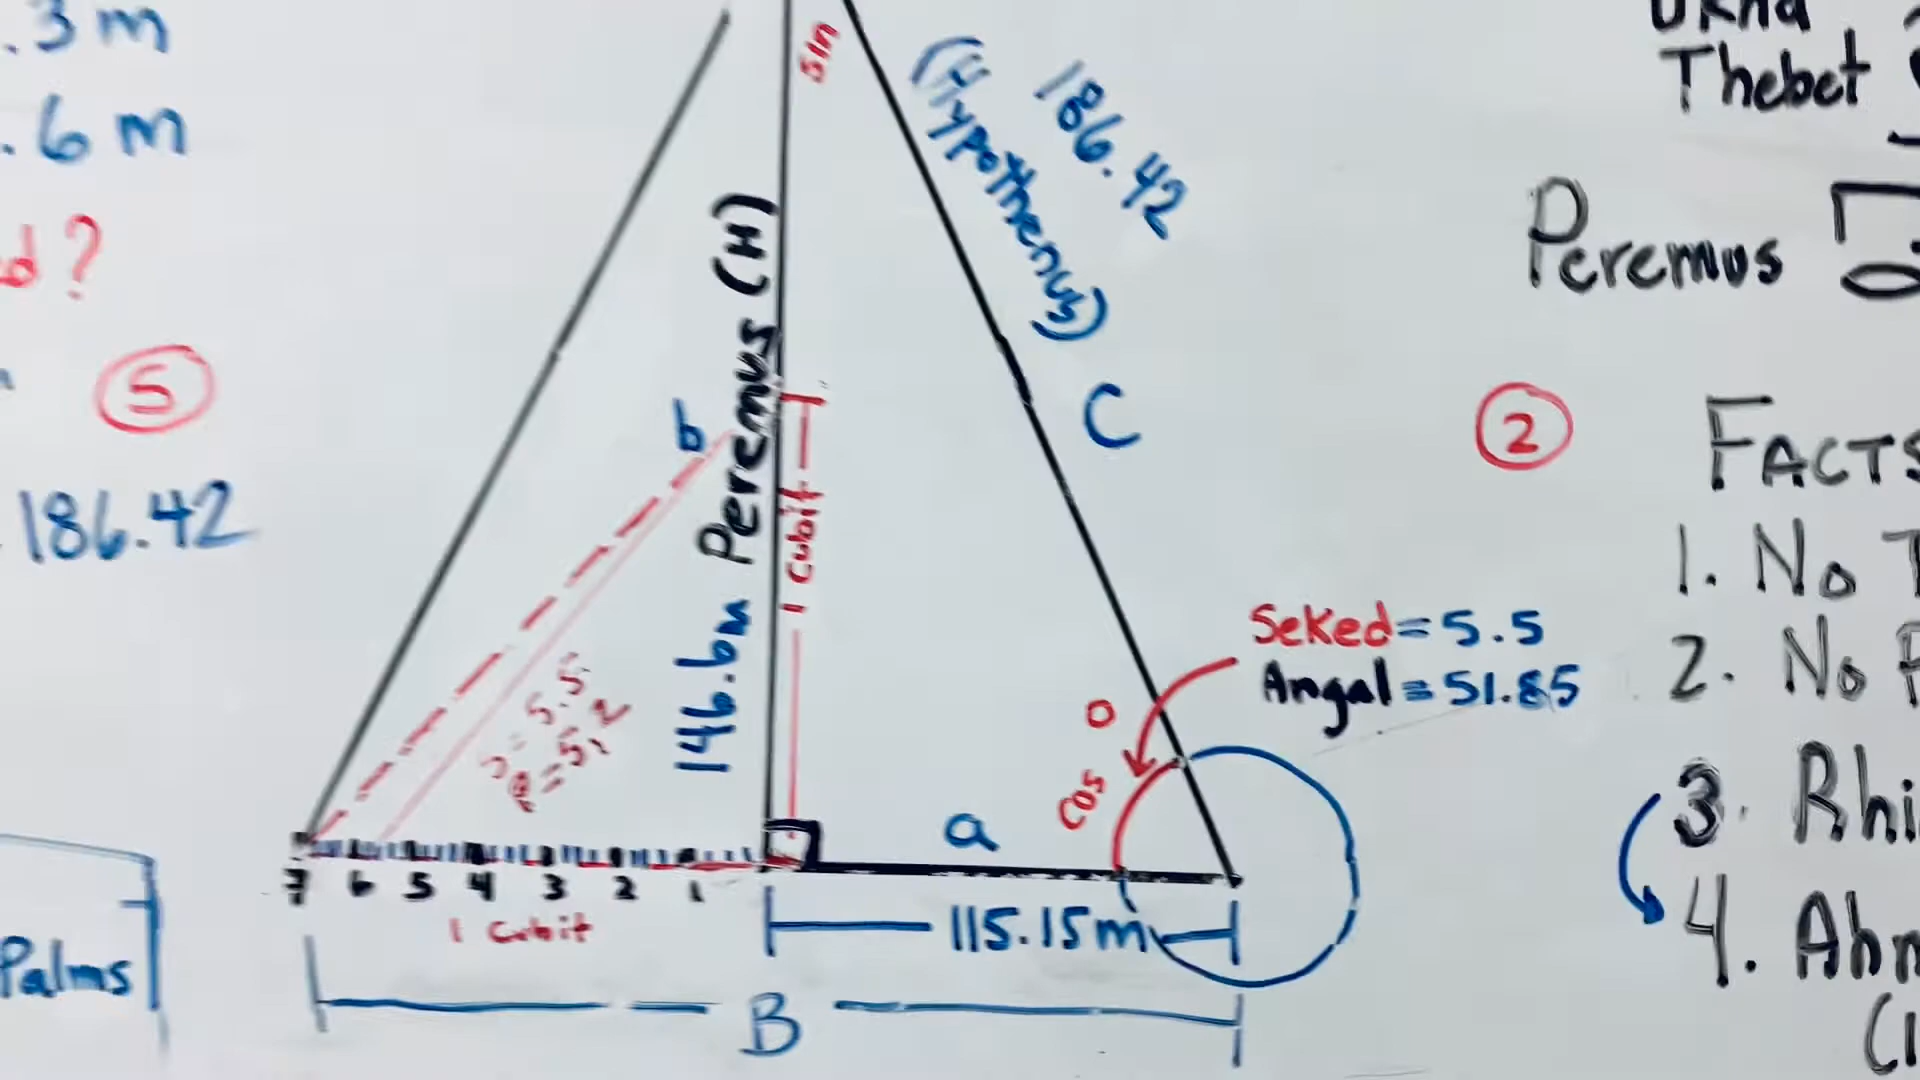 .3m
.6m
d?
5
186.42
Palms
sin
(Hypothenus)
186.42
146.6m Peremus (H)
b
1 cubit
C
Seked=5.5
Angal=51.85
cos
a
7 6 5 4 3 2 1
1 cubit
115.15m
B
Thebet
Peremus
2
FACTS
1. No
2. No
3. Rhi
4. Ahm